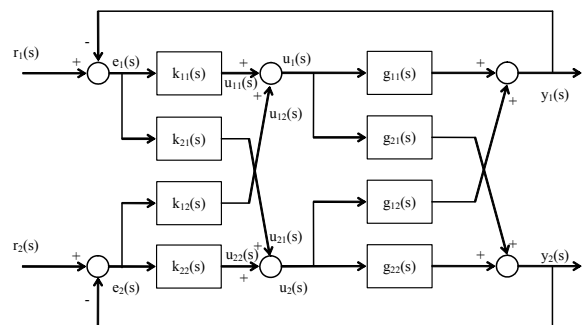 -
r1(s) + e1(s) k11(s) + u11(s) + u1(s) g11(s) + + y1(s)
u12(s)
k21(s) g21(s)
k12(s) g12(s)
u21(s)
r2(s) + e2(s) k22(s) u22(s) + + u2(s) g22(s) + + y2(s)
-